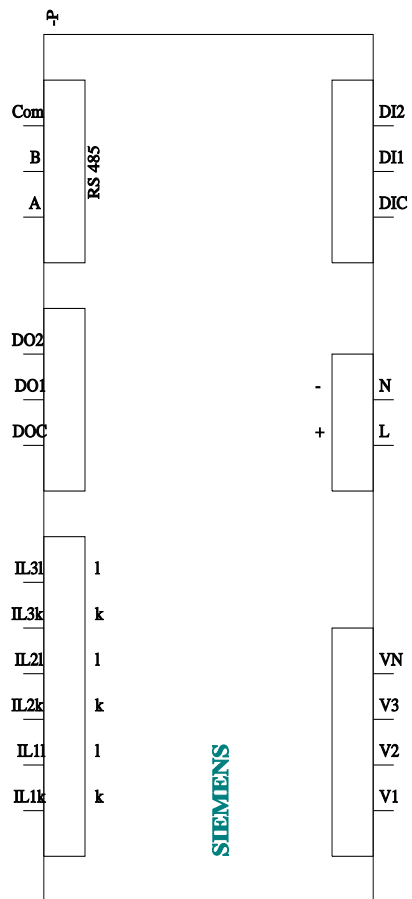 -P
Com
B
A
RS 485
DI2
DI1
DIC
DO2
DO1
DOC
- N
+ L
IL3l l
IL3k k
IL2l l
IL2k k
IL1l l
IL1k k
VN
V3
V2
V1
SIEMENS